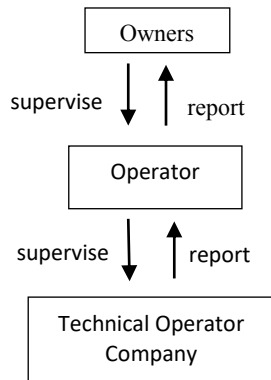 Owners
supervise
report
Operator
supervise
report
Technical Operator
Company